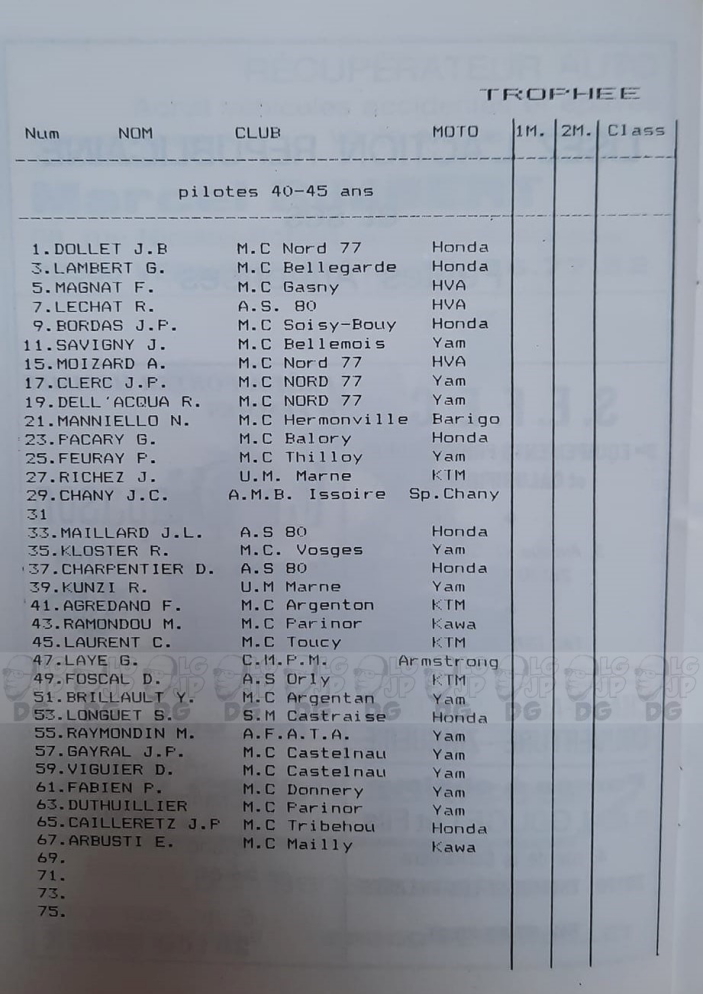 TROPHEE
Num NOM CLUB MOTO 1M. 2M. Class
pilotes 40-45 ans
1.DOLLET J.B M.C Nord 77 Honda
3.LAMBERT G. M.C Bellegarde Honda
5.MAGNAT F. M.C Gasny HVA
7.LECHAT R. A.S. 80 HVA
9.BORDAS J.P. M.C Soisy-Bouy Honda
11.SAVIGNY J. M.C Bellemois Yam
15.MOIZARD A. M.C Nord 77 HVA
17.CLERC J.P. M.C NORD 77 Yam
19.DELL'ACQUA R. M.C NORD 77 Yam
21.MANNIELLO N. M.C Hermonville Barigo
23.PACARY G. M.C Balory Honda
25.FEURAY P. M.C Thilloy Yam
27.RICHEZ J. U.M. Marne KTM
29.CHANY J.C. A.M.B. Issoire Sp.Chany
31
33.MAILLARD J.L. A.S 80 Honda
35.KLOSTER R. M.C. Vosges Yam
37.CHARPENTIER D. A.S 80 Honda
39.KUNZI R. U.M Marne Yam
41.AGREDANO F. M.C Argenton KTM
43.RAMONDOU M. M.C Parinor Kawa
45.LAURENT C. M.C Toucy KTM
47.LAYE G. C.M.P.M. Armstrong
49.FOSCAL D. A.S Orly KTM
51.BRILLAULT Y. M.C Argentan Yam
53.LONGUET S. S.M Castraise Honda
55.RAYMONDIN M. A.F.A.T.A. Yam
57.GAYRAL J.P. M.C Castelnau Yam
59.VIGUIER D. M.C Castelnau Yam
61.FABIEN P. M.C Donnery Yam
63.DUTHUILLIER M.C Parinor Yam
65.CAILLERETZ J.P M.C Tribehou Honda
67.ARBUSTI E. M.C Mailly Kawa
69.
71.
73.
75.